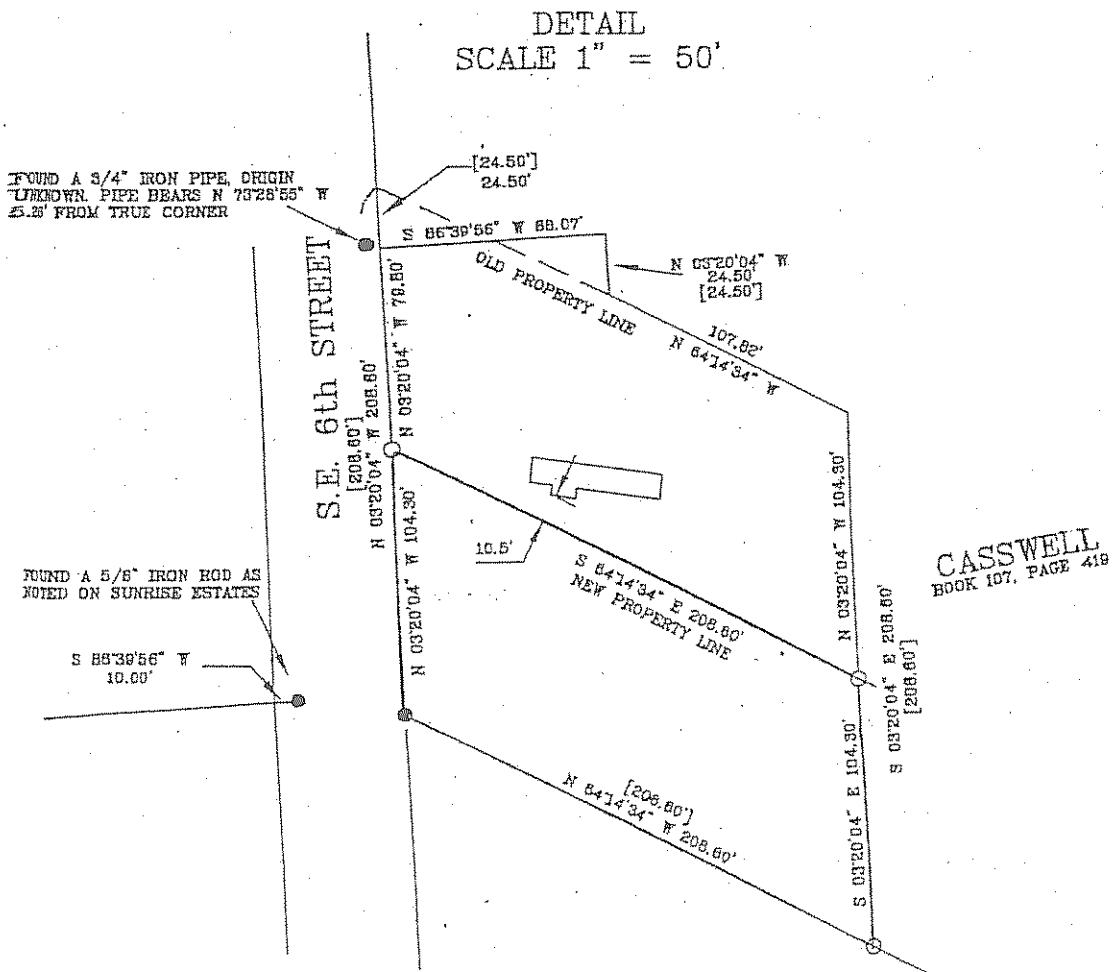 DETAIL
SCALE 1" = 50'
[24.50']
24.50'
FOUND A 3/4" IRON PIPE, ORIGIN
UNKNOWN. PIPE BEARS N 73°28'55" W
FROM TRUE CORNER
S 86°39'56" W 88.07'
N 03°20'04" W
24.50'
[24.50']
OLD PROPERTY LINE
N 64°14'34" W
107.82'
S.E. 6th STREET
N 03°20'04" W 79.80'
N 03°20'04" W 208.60'
[208.60']
N 03°20'04" W 104.30'
10.5'
S 64°14'34" E 208.60'
NEW PROPERTY LINE
N 03°20'04" W 104.30'
CASSWELL
BOOK 107, PAGE 419
S 03°20'04" E 208.60'
[208.60']
FOUND A 5/8" IRON ROD AS
NOTED ON SUNRISE ESTATES
S 86°39'56" W
10.00'
N 03°20'04" W 104.30'
[208.60']
N 64°14'34" W 208.60'
S 03°20'04" E 104.30'